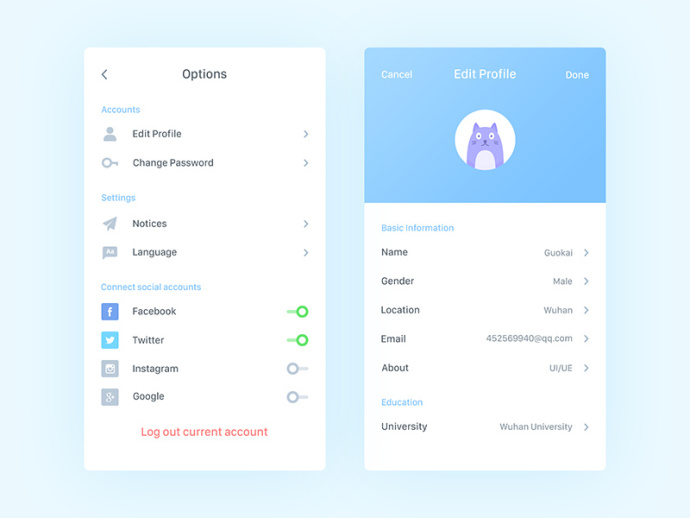 Options
Accounts
Edit Profile
Change Password
Settings
Notices
Aa Language
Connect social accounts
f Facebook
Twitter
Instagram
g+ Google
Log out current account
Cancel Edit Profile Done
Basic Information
Name Guokai
Gender Male
Location Wuhan
Email 452569940@qq.com
About UI/UE
Education
University Wuhan University